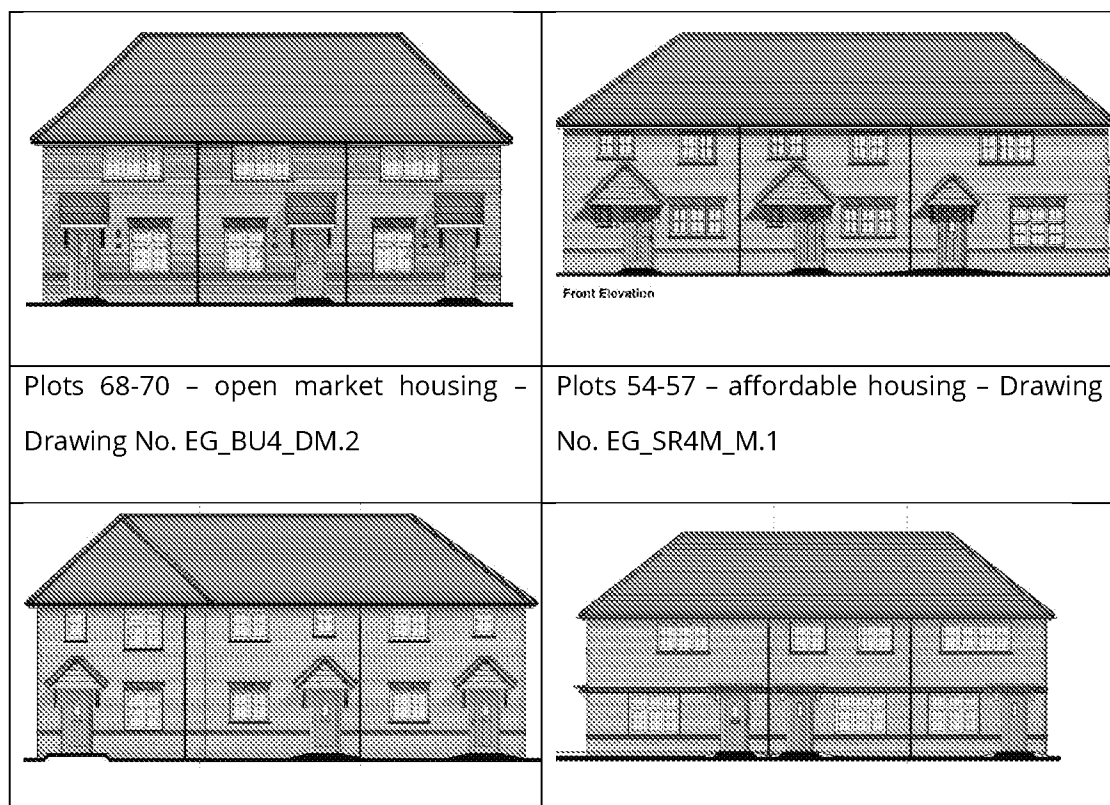 Front Elevation
Plots 68-70 – open market housing –
Drawing No. EG_BU4_DM.2
Plots 54-57 – affordable housing – Drawing
No. EG_SR4M_M.1